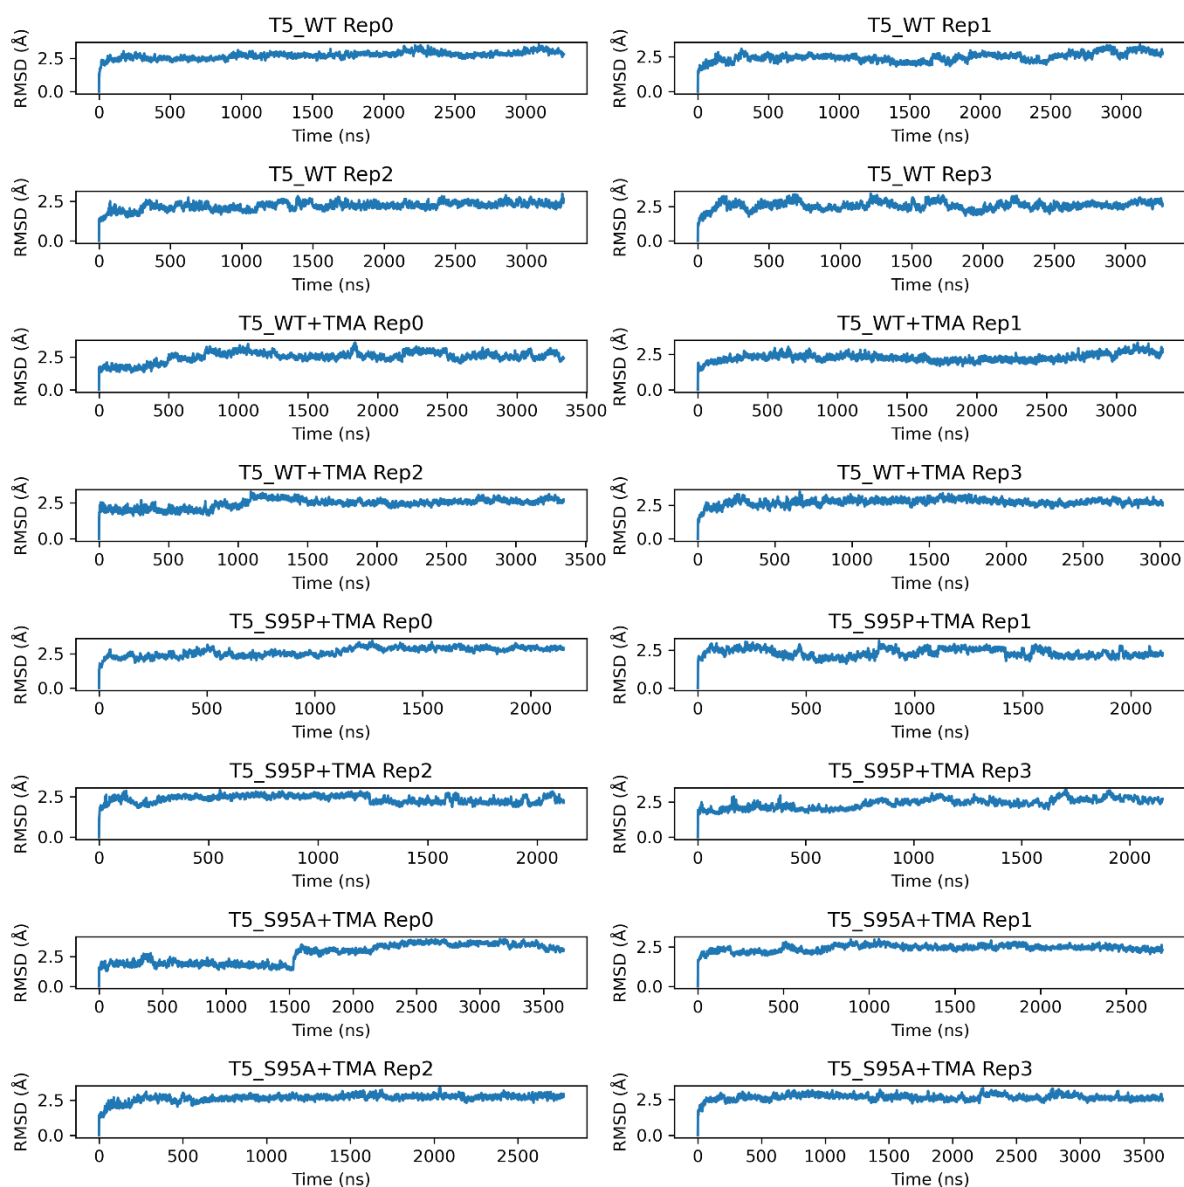 T5_WT Rep0
RMSD (Å)
2.5
0.0
0 500 1000 1500 2000 2500 3000
Time (ns)
T5_WT Rep1
RMSD (Å)
2.5
0.0
0 500 1000 1500 2000 2500 3000
Time (ns)
T5_WT Rep2
RMSD (Å)
2.5
0.0
0 500 1000 1500 2000 2500 3000
Time (ns)
T5_WT Rep3
RMSD (Å)
2.5
0.0
0 500 1000 1500 2000 2500 3000
Time (ns)
T5_WT+TMA Rep0
RMSD (Å)
2.5
0.0
0 500 1000 1500 2000 2500 3000 3500
Time (ns)
T5_WT+TMA Rep1
RMSD (Å)
2.5
0.0
0 500 1000 1500 2000 2500 3000
Time (ns)
T5_WT+TMA Rep2
RMSD (Å)
2.5
0.0
0 500 1000 1500 2000 2500 3000 3500
Time (ns)
T5_WT+TMA Rep3
RMSD (Å)
2.5
0.0
0 500 1000 1500 2000 2500 3000
Time (ns)
T5_S95P+TMA Rep0
RMSD (Å)
2.5
0.0
0 500 1000 1500 2000
Time (ns)
T5_S95P+TMA Rep1
RMSD (Å)
2.5
0.0
0 500 1000 1500 2000
Time (ns)
T5_S95P+TMA Rep2
RMSD (Å)
2.5
0.0
0 500 1000 1500 2000
Time (ns)
T5_S95P+TMA Rep3
RMSD (Å)
2.5
0.0
0 500 1000 1500 2000
Time (ns)
T5_S95A+TMA Rep0
RMSD (Å)
2.5
0.0
0 500 1000 1500 2000 2500 3000 3500
Time (ns)
T5_S95A+TMA Rep1
RMSD (Å)
2.5
0.0
0 500 1000 1500 2000 2500
Time (ns)
T5_S95A+TMA Rep2
RMSD (Å)
2.5
0.0
0 500 1000 1500 2000 2500
Time (ns)
T5_S95A+TMA Rep3
RMSD (Å)
2.5
0.0
0 500 1000 1500 2000 2500 3000 3500
Time (ns)